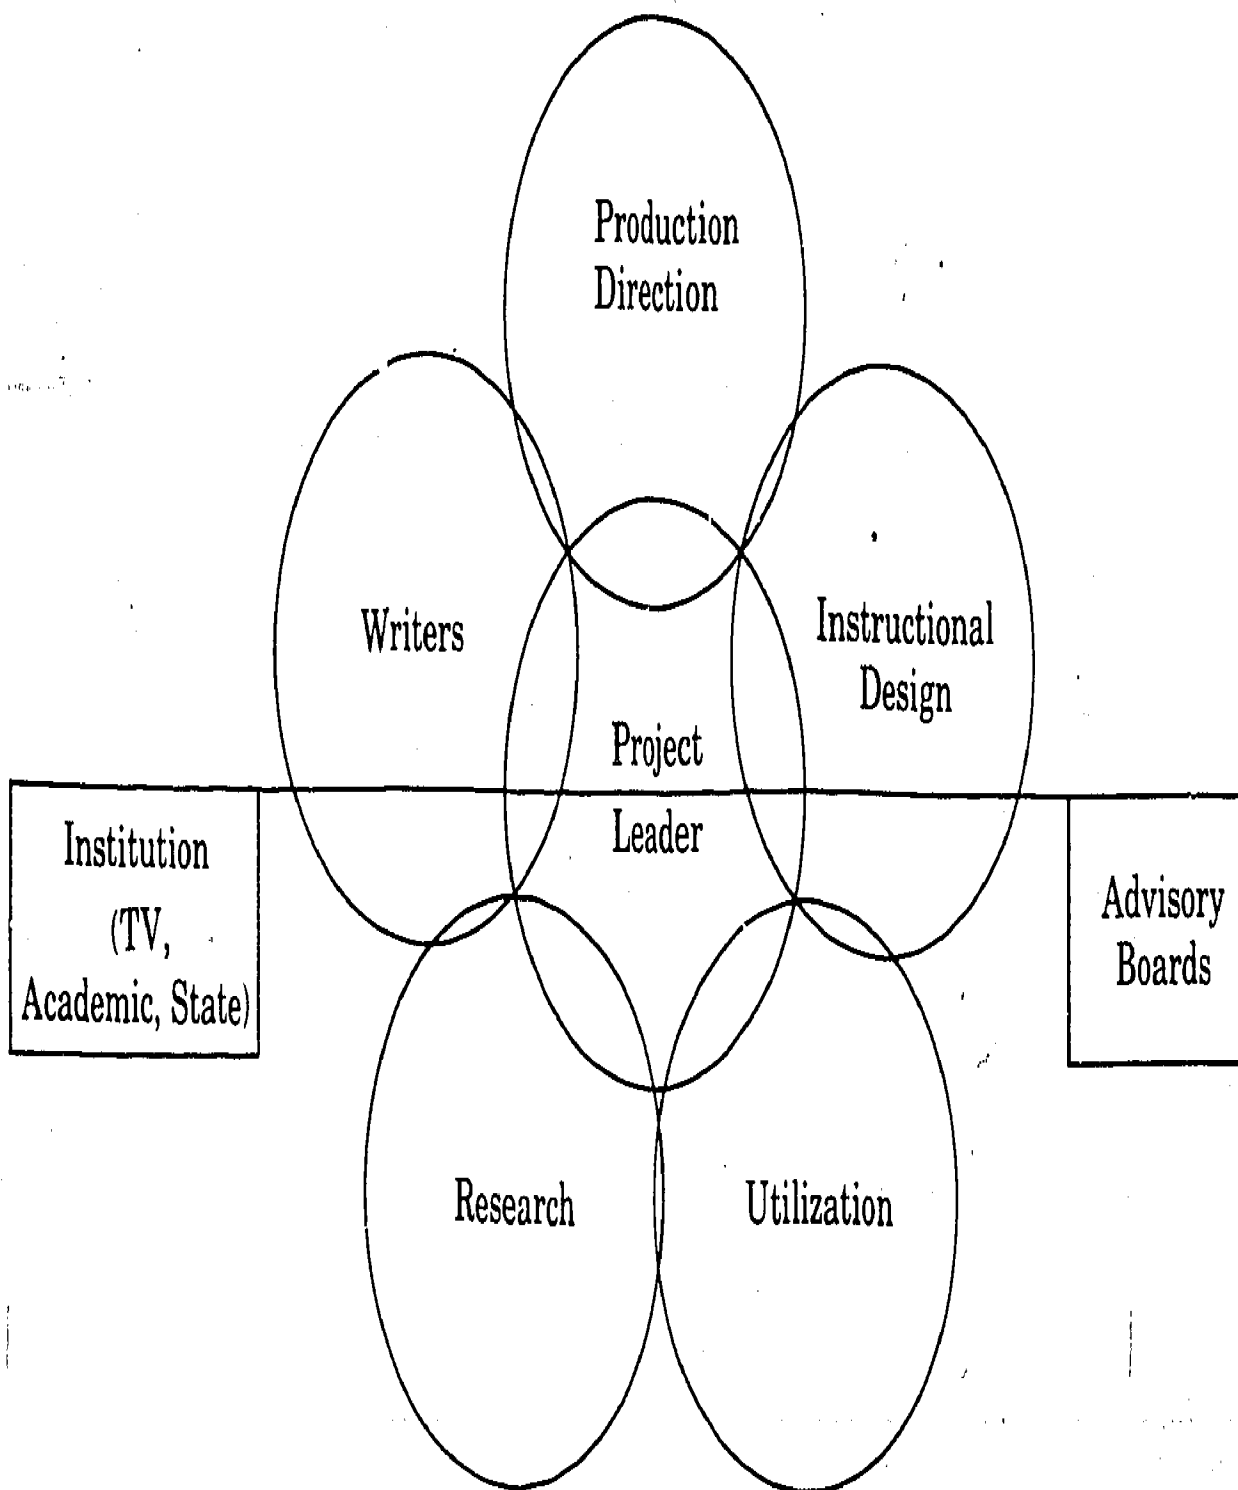 Production
Direction
Writers
Instructional
Design
Project
Leader
Institution
(TV,
Academic, State)
Advisory
Boards
Research
Utilization